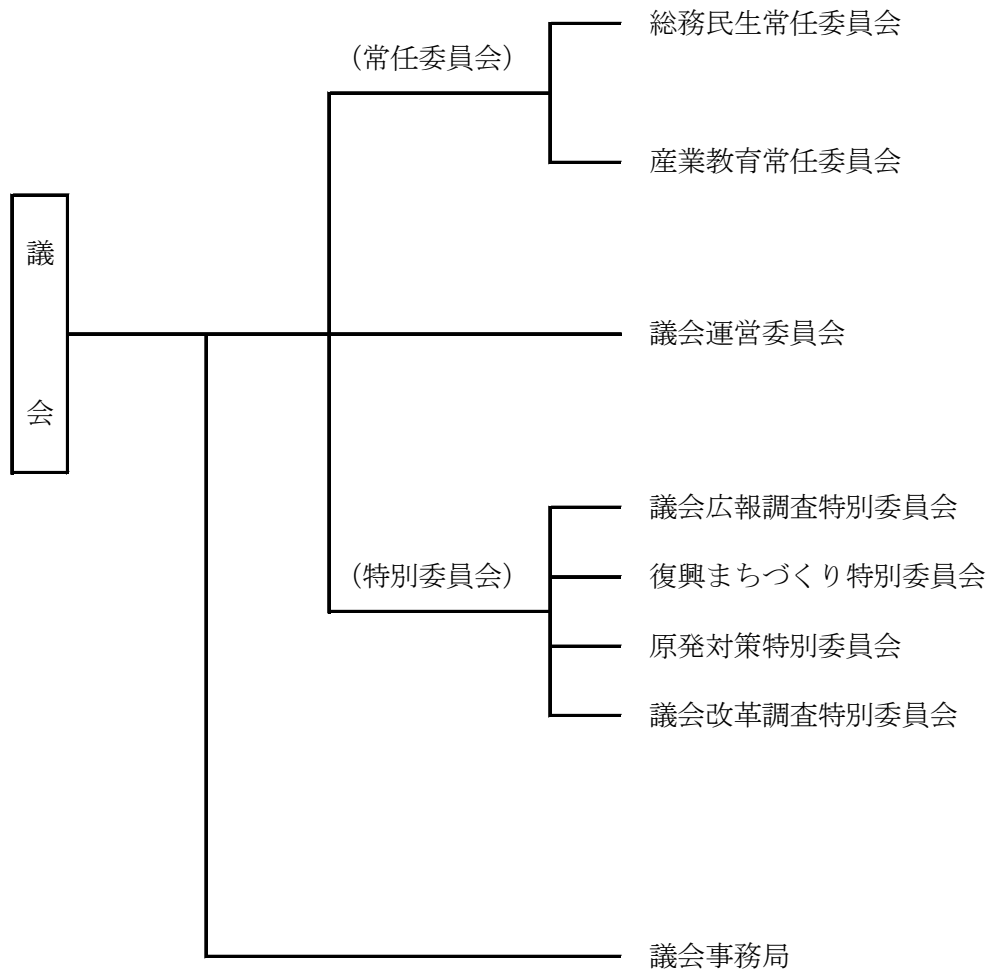 総務民生常任委員会
（常任委員会）
産業教育常任委員会
議会
議会運営委員会
議会広報調査特別委員会
（特別委員会）
復興まちづくり特別委員会
原発対策特別委員会
議会改革調査特別委員会
議会事務局